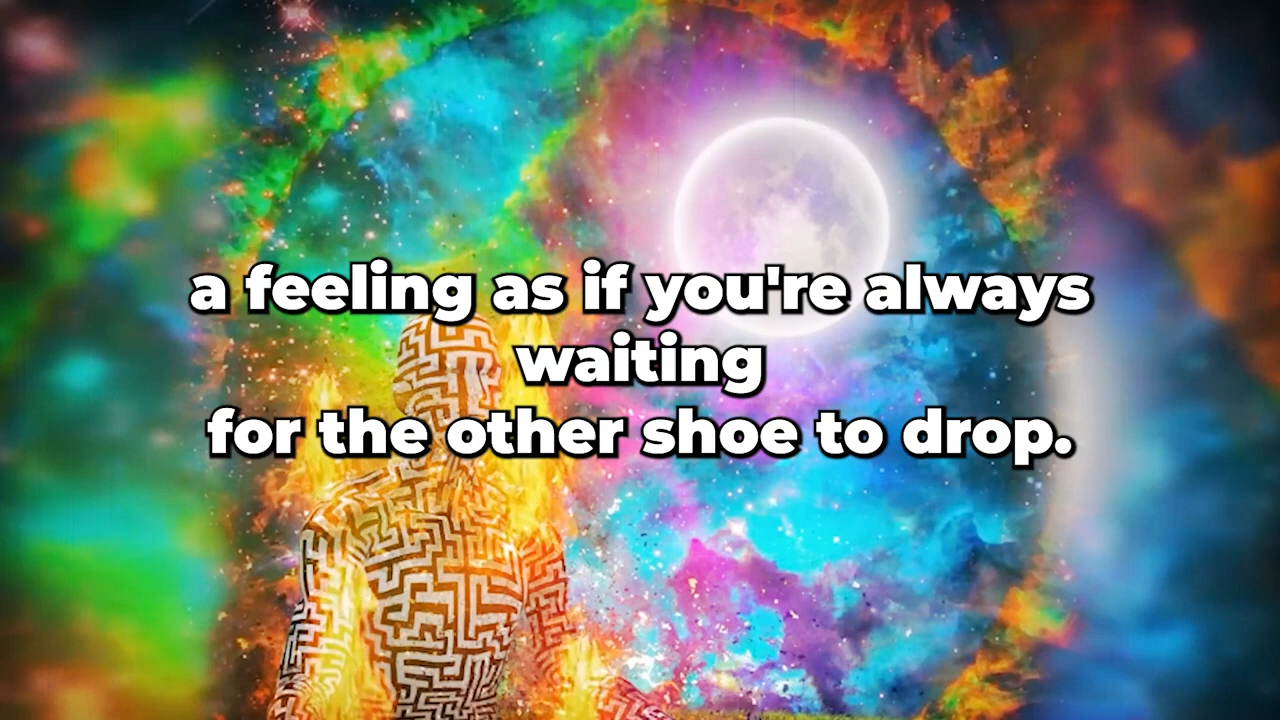 a feeling as if you're always
waiting
for the other shoe to drop.